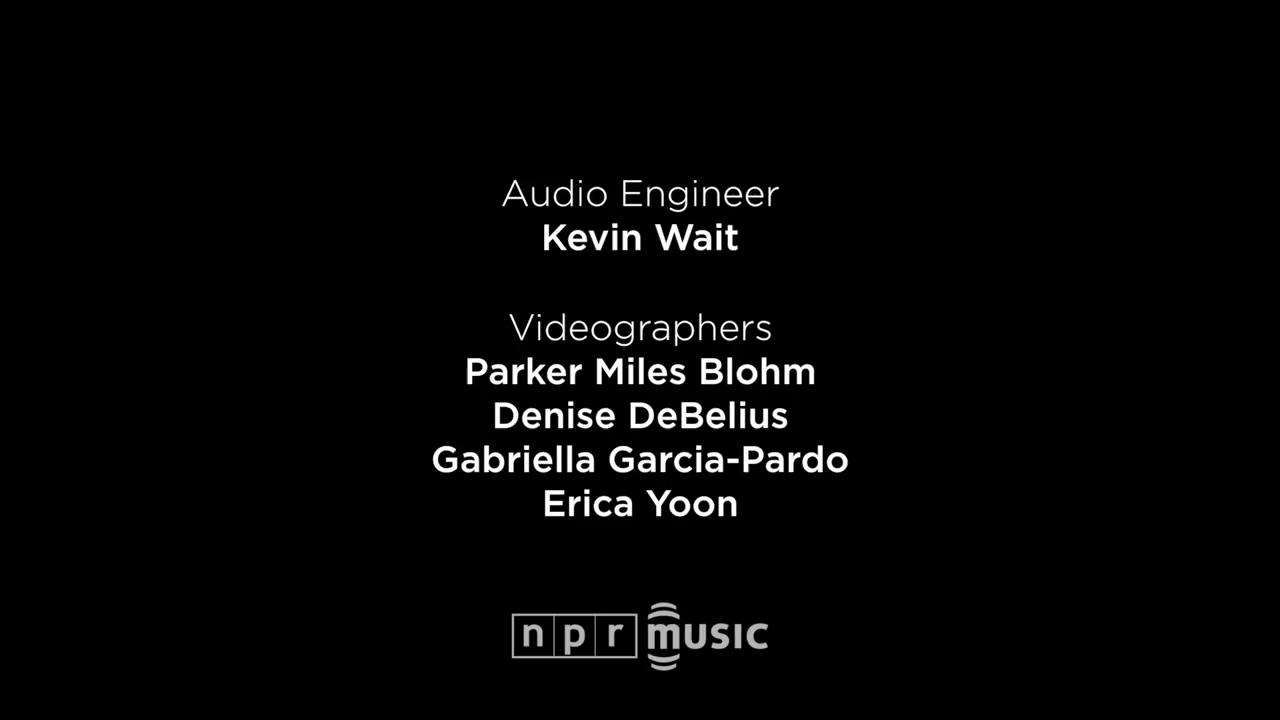 Audio Engineer
Kevin Wait
Videographers
Parker Miles Blohm
Denise DeBelius
Gabriella Garcia-Pardo
Erica Yoon
npr music